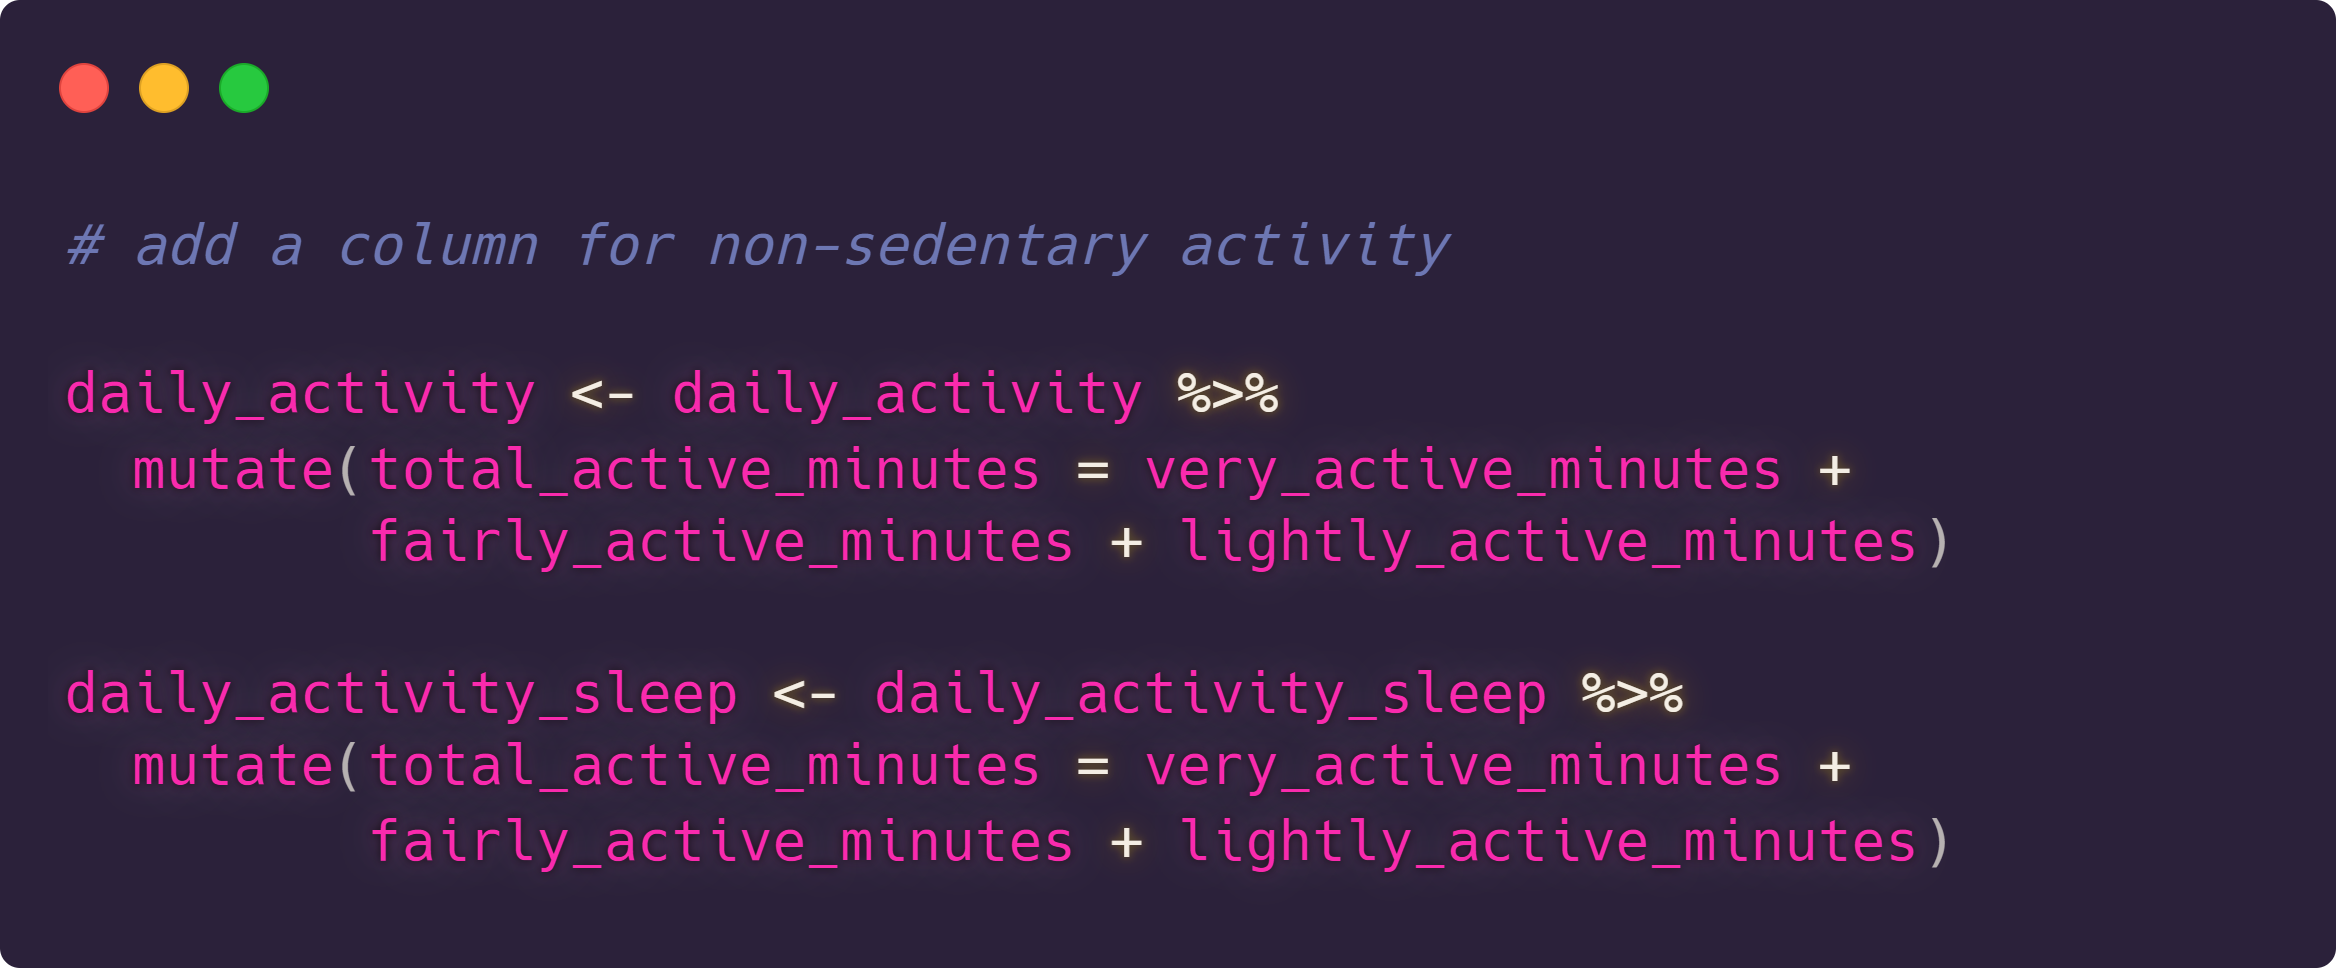 # add a column for non-sedentary activity
daily_activity <- daily_activity %>%
  mutate(total_active_minutes = very_active_minutes +
         fairly_active_minutes + lightly_active_minutes)
daily_activity_sleep <- daily_activity_sleep %>%
  mutate(total_active_minutes = very_active_minutes +
         fairly_active_minutes + lightly_active_minutes)